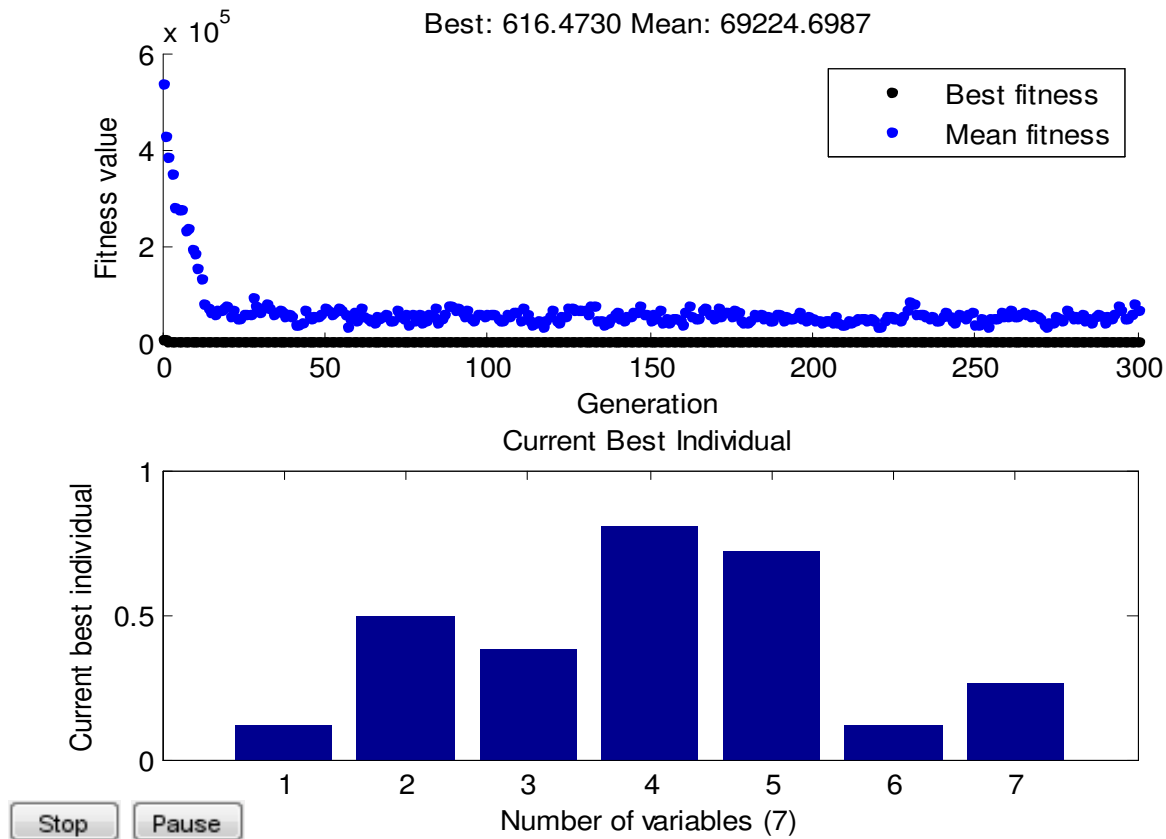 Best: 616.4730 Mean: 69224.6987
x 10^5
6
4
2
0
Fitness value
Best fitness
Mean fitness
0 50 100 150 200 250 300
Generation
Current Best Individual
1
0.5
0
Current best individual
1 2 3 4 5 6 7
Number of variables (7)
Stop Pause